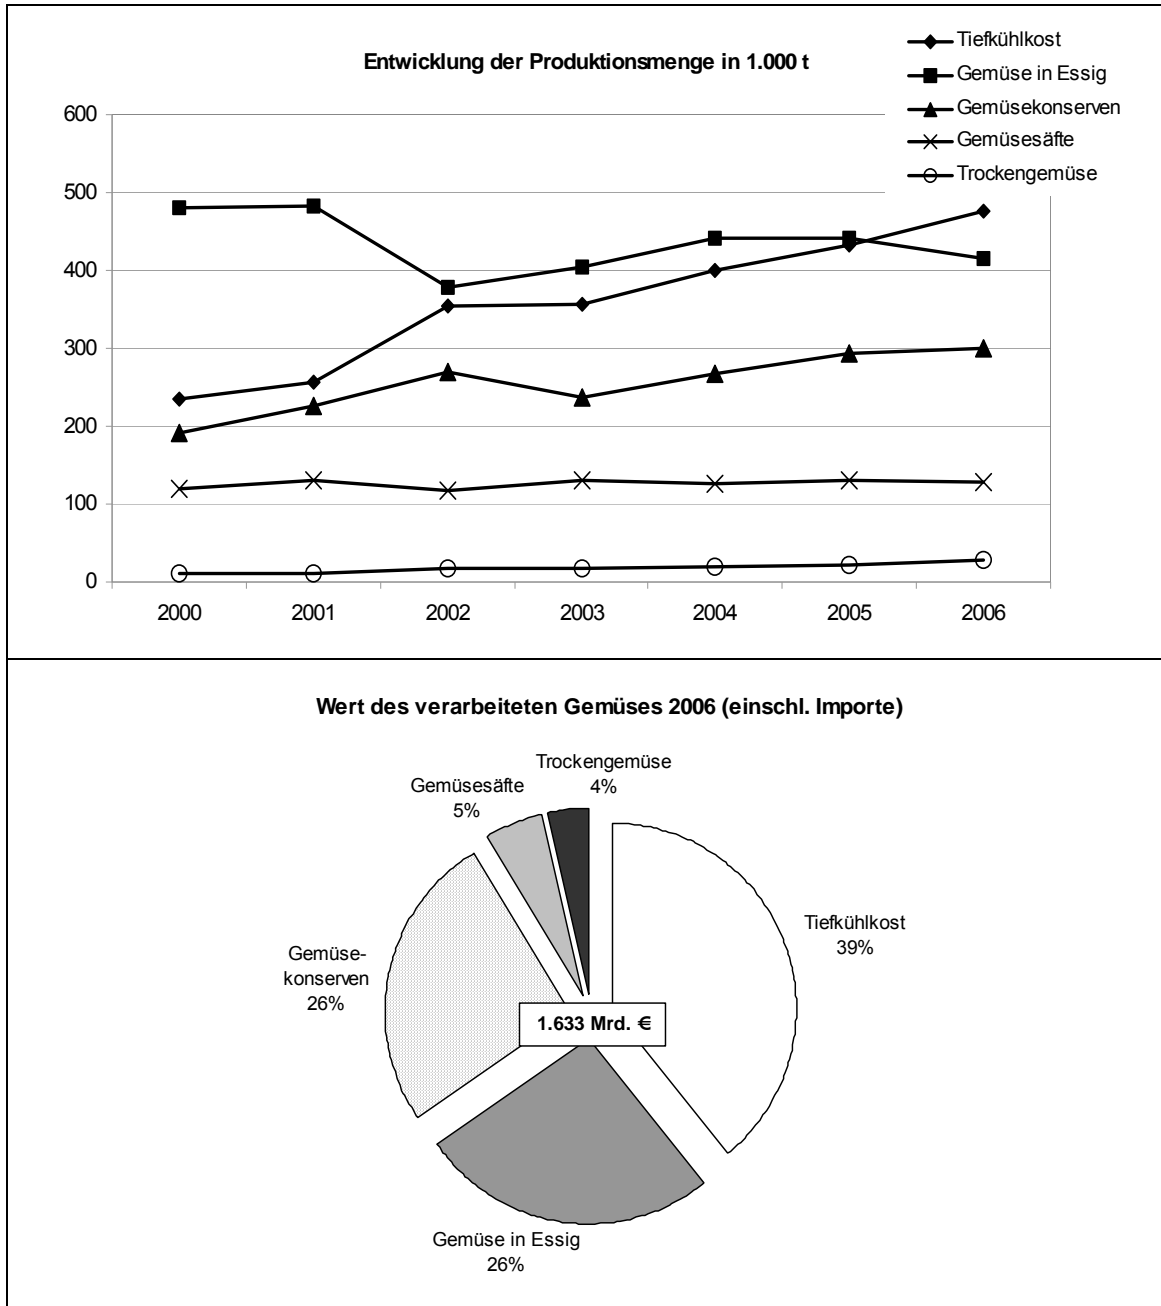 Entwicklung der Produktionsmenge in 1.000 t
Tiefkühlkost
Gemüse in Essig
Gemüsekonserven
Gemüsesäfte
Trockengemüse
600
500
400
300
200
100
0
2000 2001 2002 2003 2004 2005 2006
Wert des verarbeiteten Gemüses 2006 (einschl. Importe)
Trockengemüse
4%
Gemüsesäfte
5%
Tiefkühlkost
39%
Gemüse-
konserven
26%
1.633 Mrd. €
Gemüse in Essig
26%